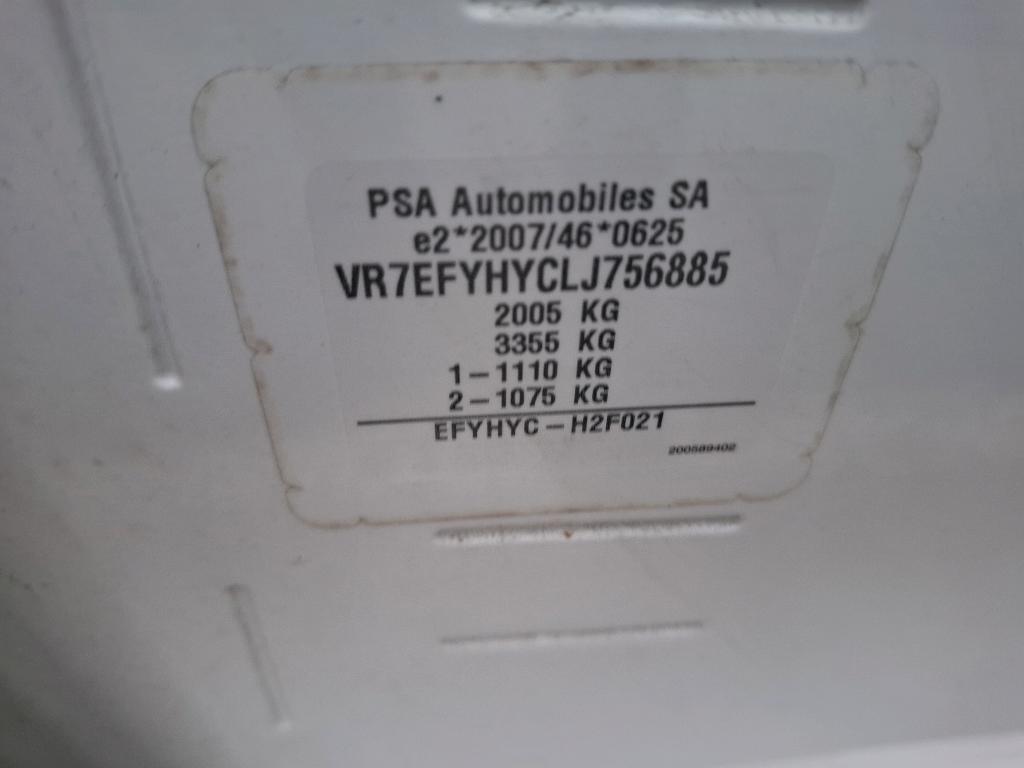 PSA Automobiles SA
e2*2007/46*0625
VR7EFYHYCLJ756885
2005 KG
3355 KG
1-1110 KG
2-1075 KG
EFYHYC-H2F021
200589402